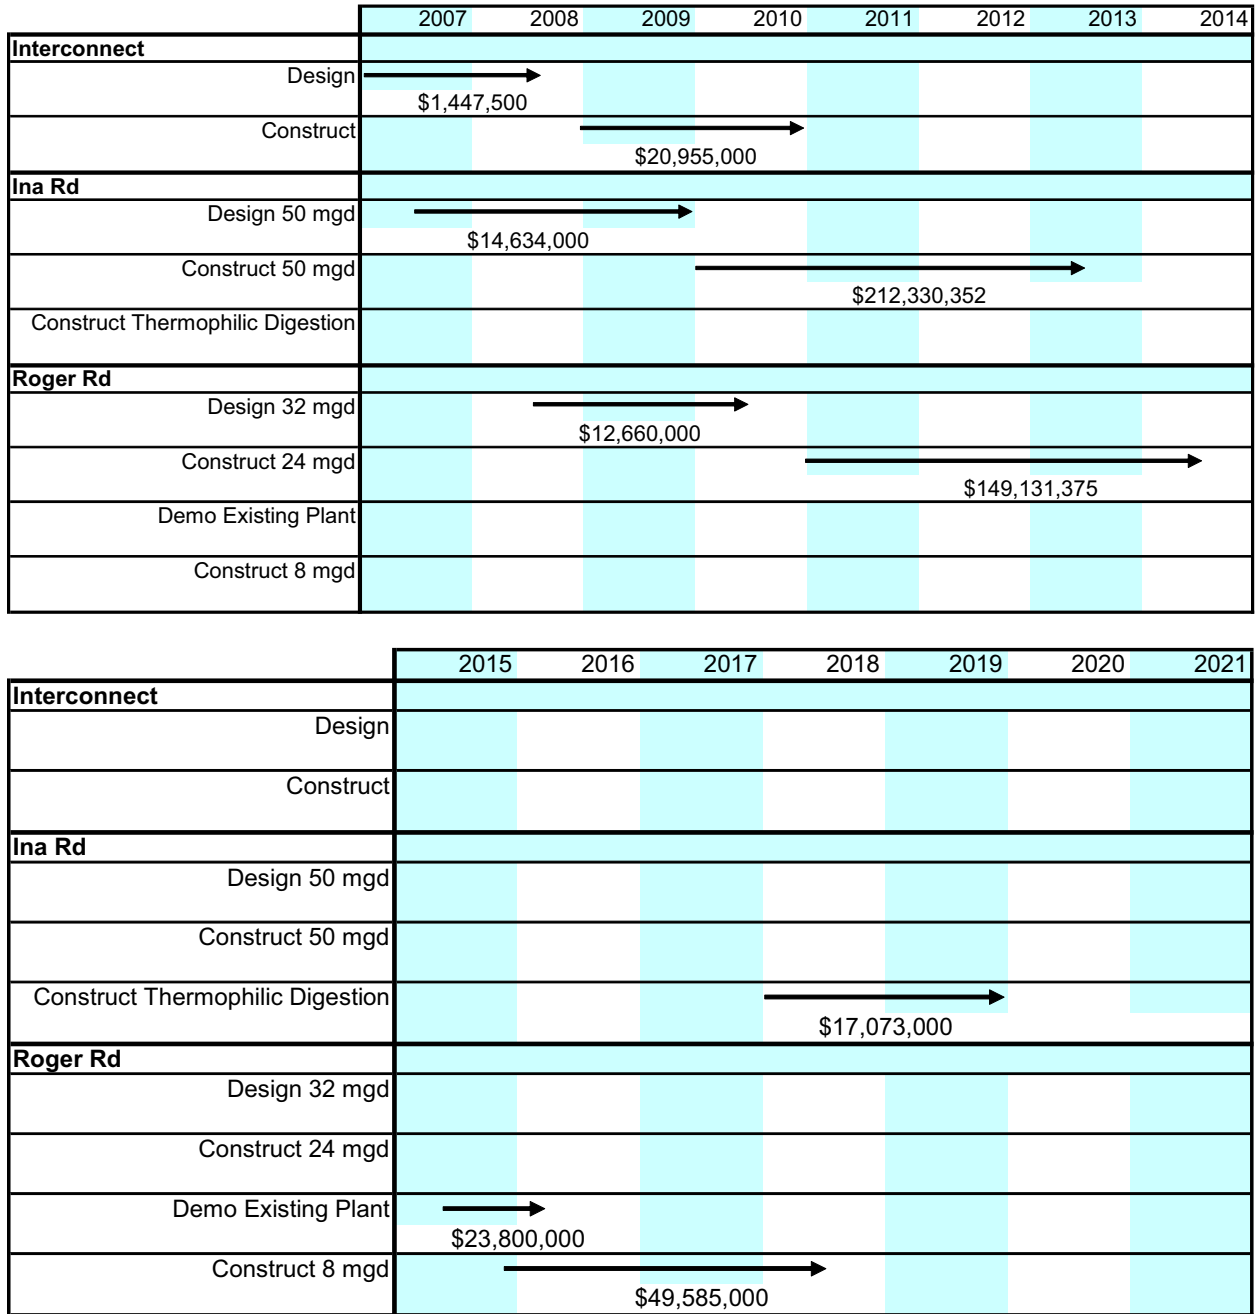 2007 2008 2009 2010 2011 2012 2013 2014
Interconnect
Design
$1,447,500
Construct
$20,955,000
Ina Rd
Design 50 mgd
$14,634,000
Construct 50 mgd
$212,330,352
Construct Thermophilic Digestion
Roger Rd
Design 32 mgd
$12,660,000
Construct 24 mgd
$149,131,375
Demo Existing Plant
Construct 8 mgd
2015 2016 2017 2018 2019 2020 2021
Interconnect
Design
Construct
Ina Rd
Design 50 mgd
Construct 50 mgd
Construct Thermophilic Digestion
$17,073,000
Roger Rd
Design 32 mgd
Construct 24 mgd
Demo Existing Plant
$23,800,000
Construct 8 mgd
$49,585,000